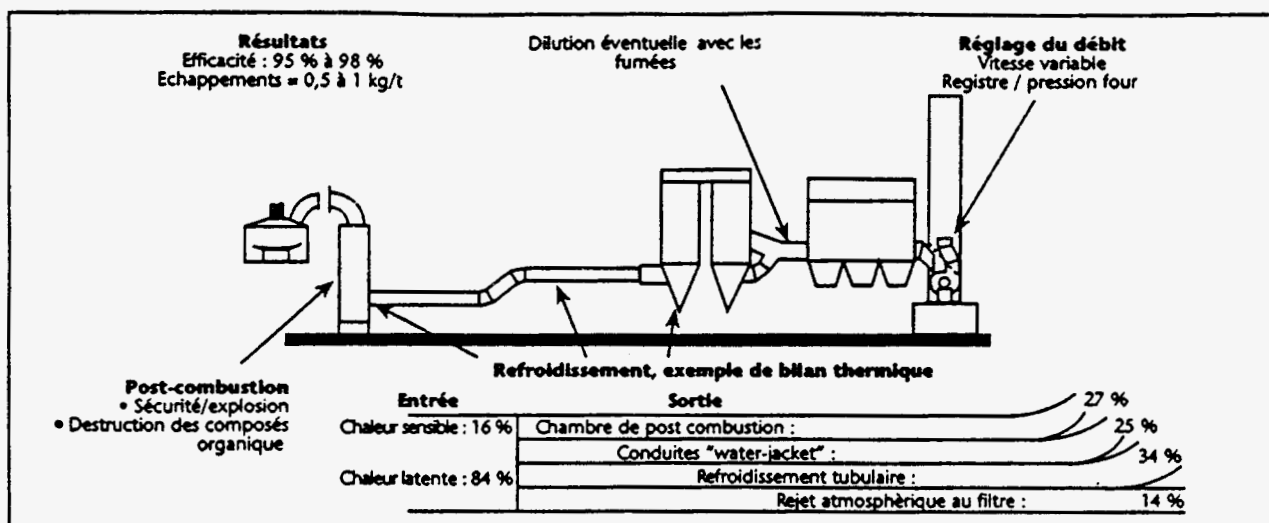 Résultats
Efficacité : 95 % à 98 %
Echappements = 0,5 à 1 kg/t
Dilution éventuelle avec les
fumées
Réglage du débit
Vitesse variable
Registre / pression four
Post-combustion
• Sécurité/explosion
• Destruction des composés
organique
Refroidissement, exemple de bilan thermique
Entrée
Sortie
27 %
Chaleur sensible : 16 %
Chambre de post combustion :
25 %
Conduites "water-jacket" :
34 %
Chaleur latente : 84 %
Refroidissement tubulaire :
Rejet atmosphèrique au filtre :
14 %